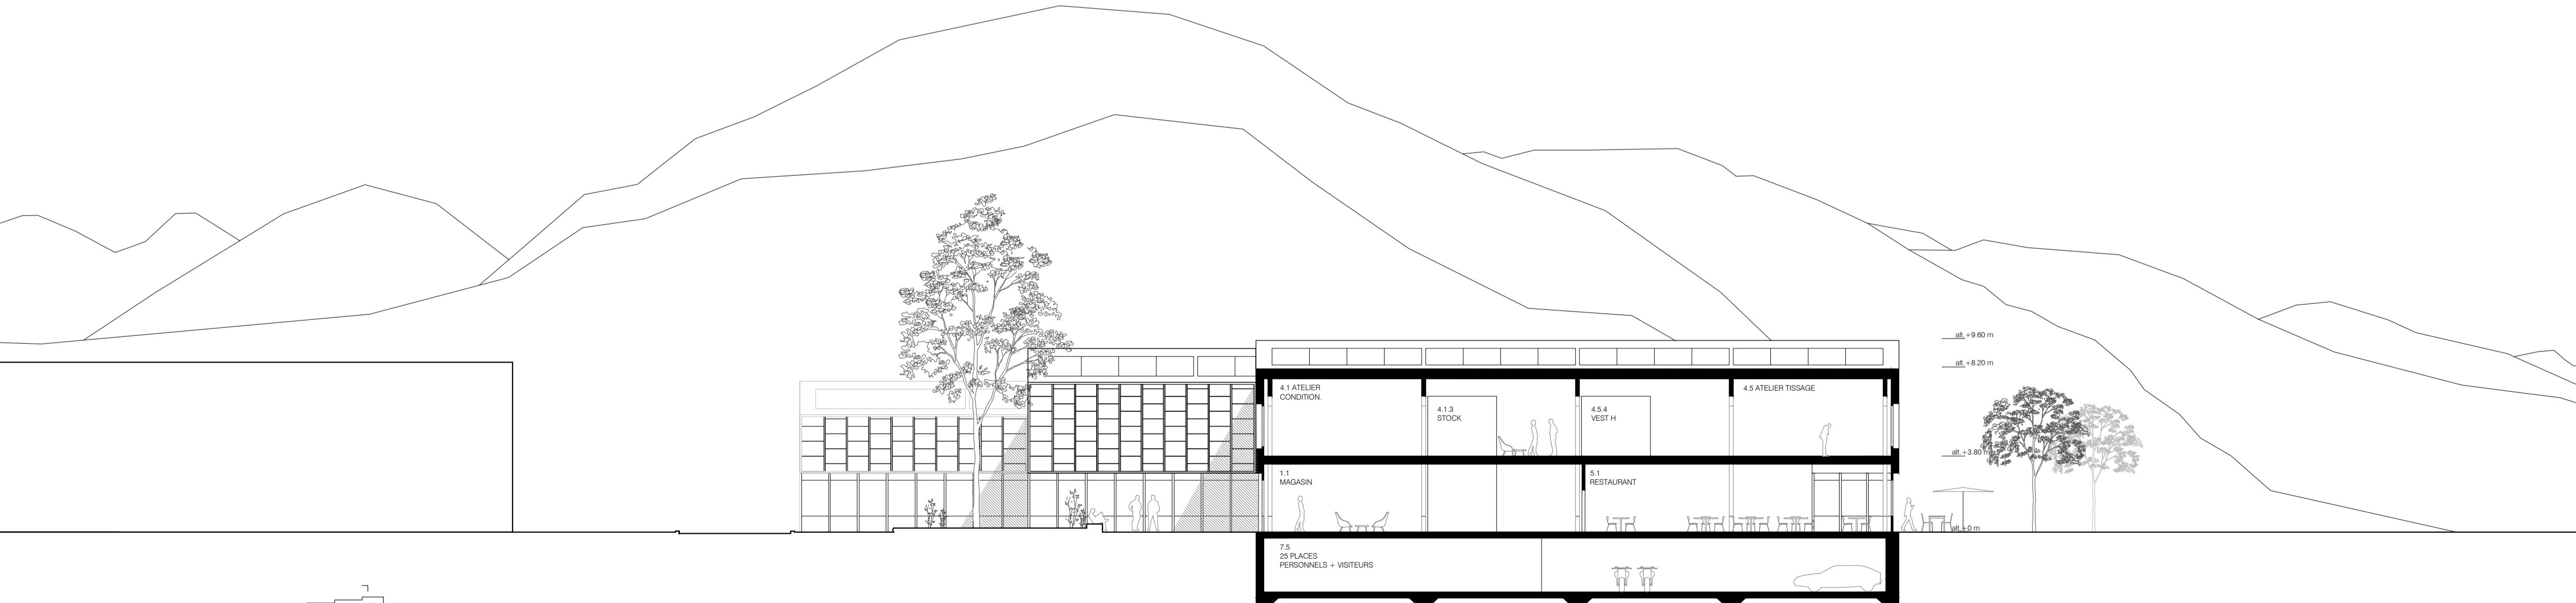 alt.+9.60 m
alt.+8.20 m
4.1 ATELIER
CONDITION.
4.5 ATELIER TISSAGE
4.1.3
STOCK
4.5.4
VEST H
alt.+3.80 m
1.1
MAGASIN
5.1
RESTAURANT
alt.+0 m
7.5
25 PLACES
PERSONNELS + VISITEURS